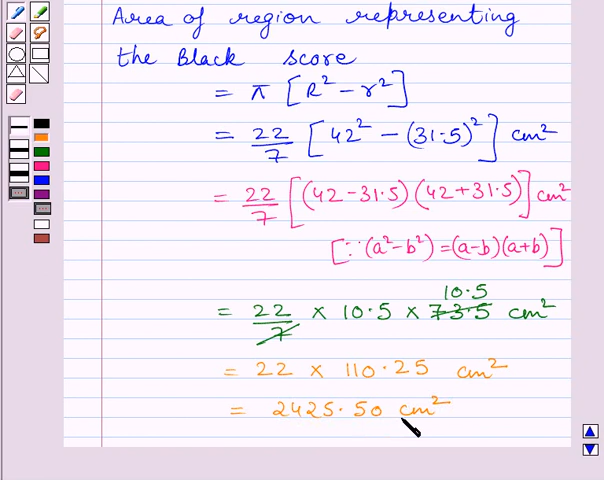 Area of region representing
the Black score
= π [R² - r²]
= 22/7 [42² - (31.5)²] cm²
= 22/7 [(42-31.5)(42+31.5)] cm²
[∵(a²-b²)=(a-b)(a+b)]
10.5
= 22/7 × 10.5 × 73.5 cm²
= 22 × 110.25 cm²
= 2425.50 cm²